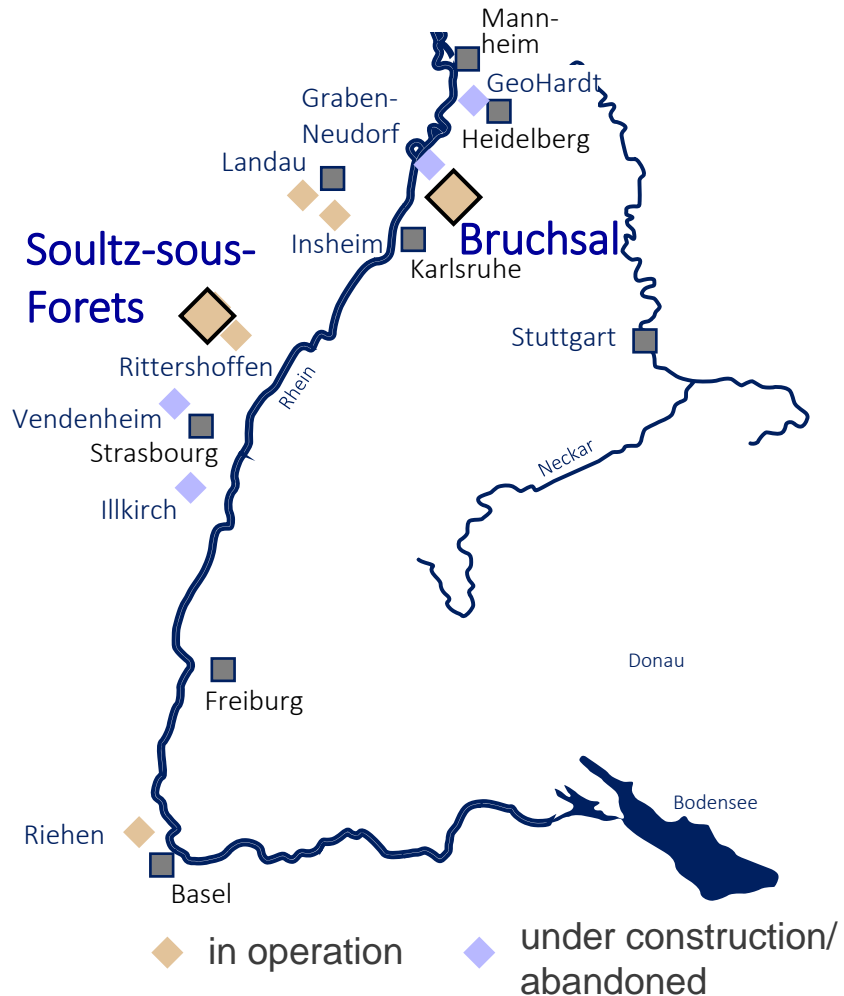 Mann-
heim
GeoHardt
Graben-
Neudorf
Heidelberg
Landau
Insheim
Bruchsal
Karlsruhe
Soultz-sous-
Forets
Stuttgart
Rittershoffen
Rhein
Vendenheim
Strasbourg
Neckar
Illkirch
Donau
Freiburg
Bodensee
Riehen
Basel
in operation
under construction/
abandoned